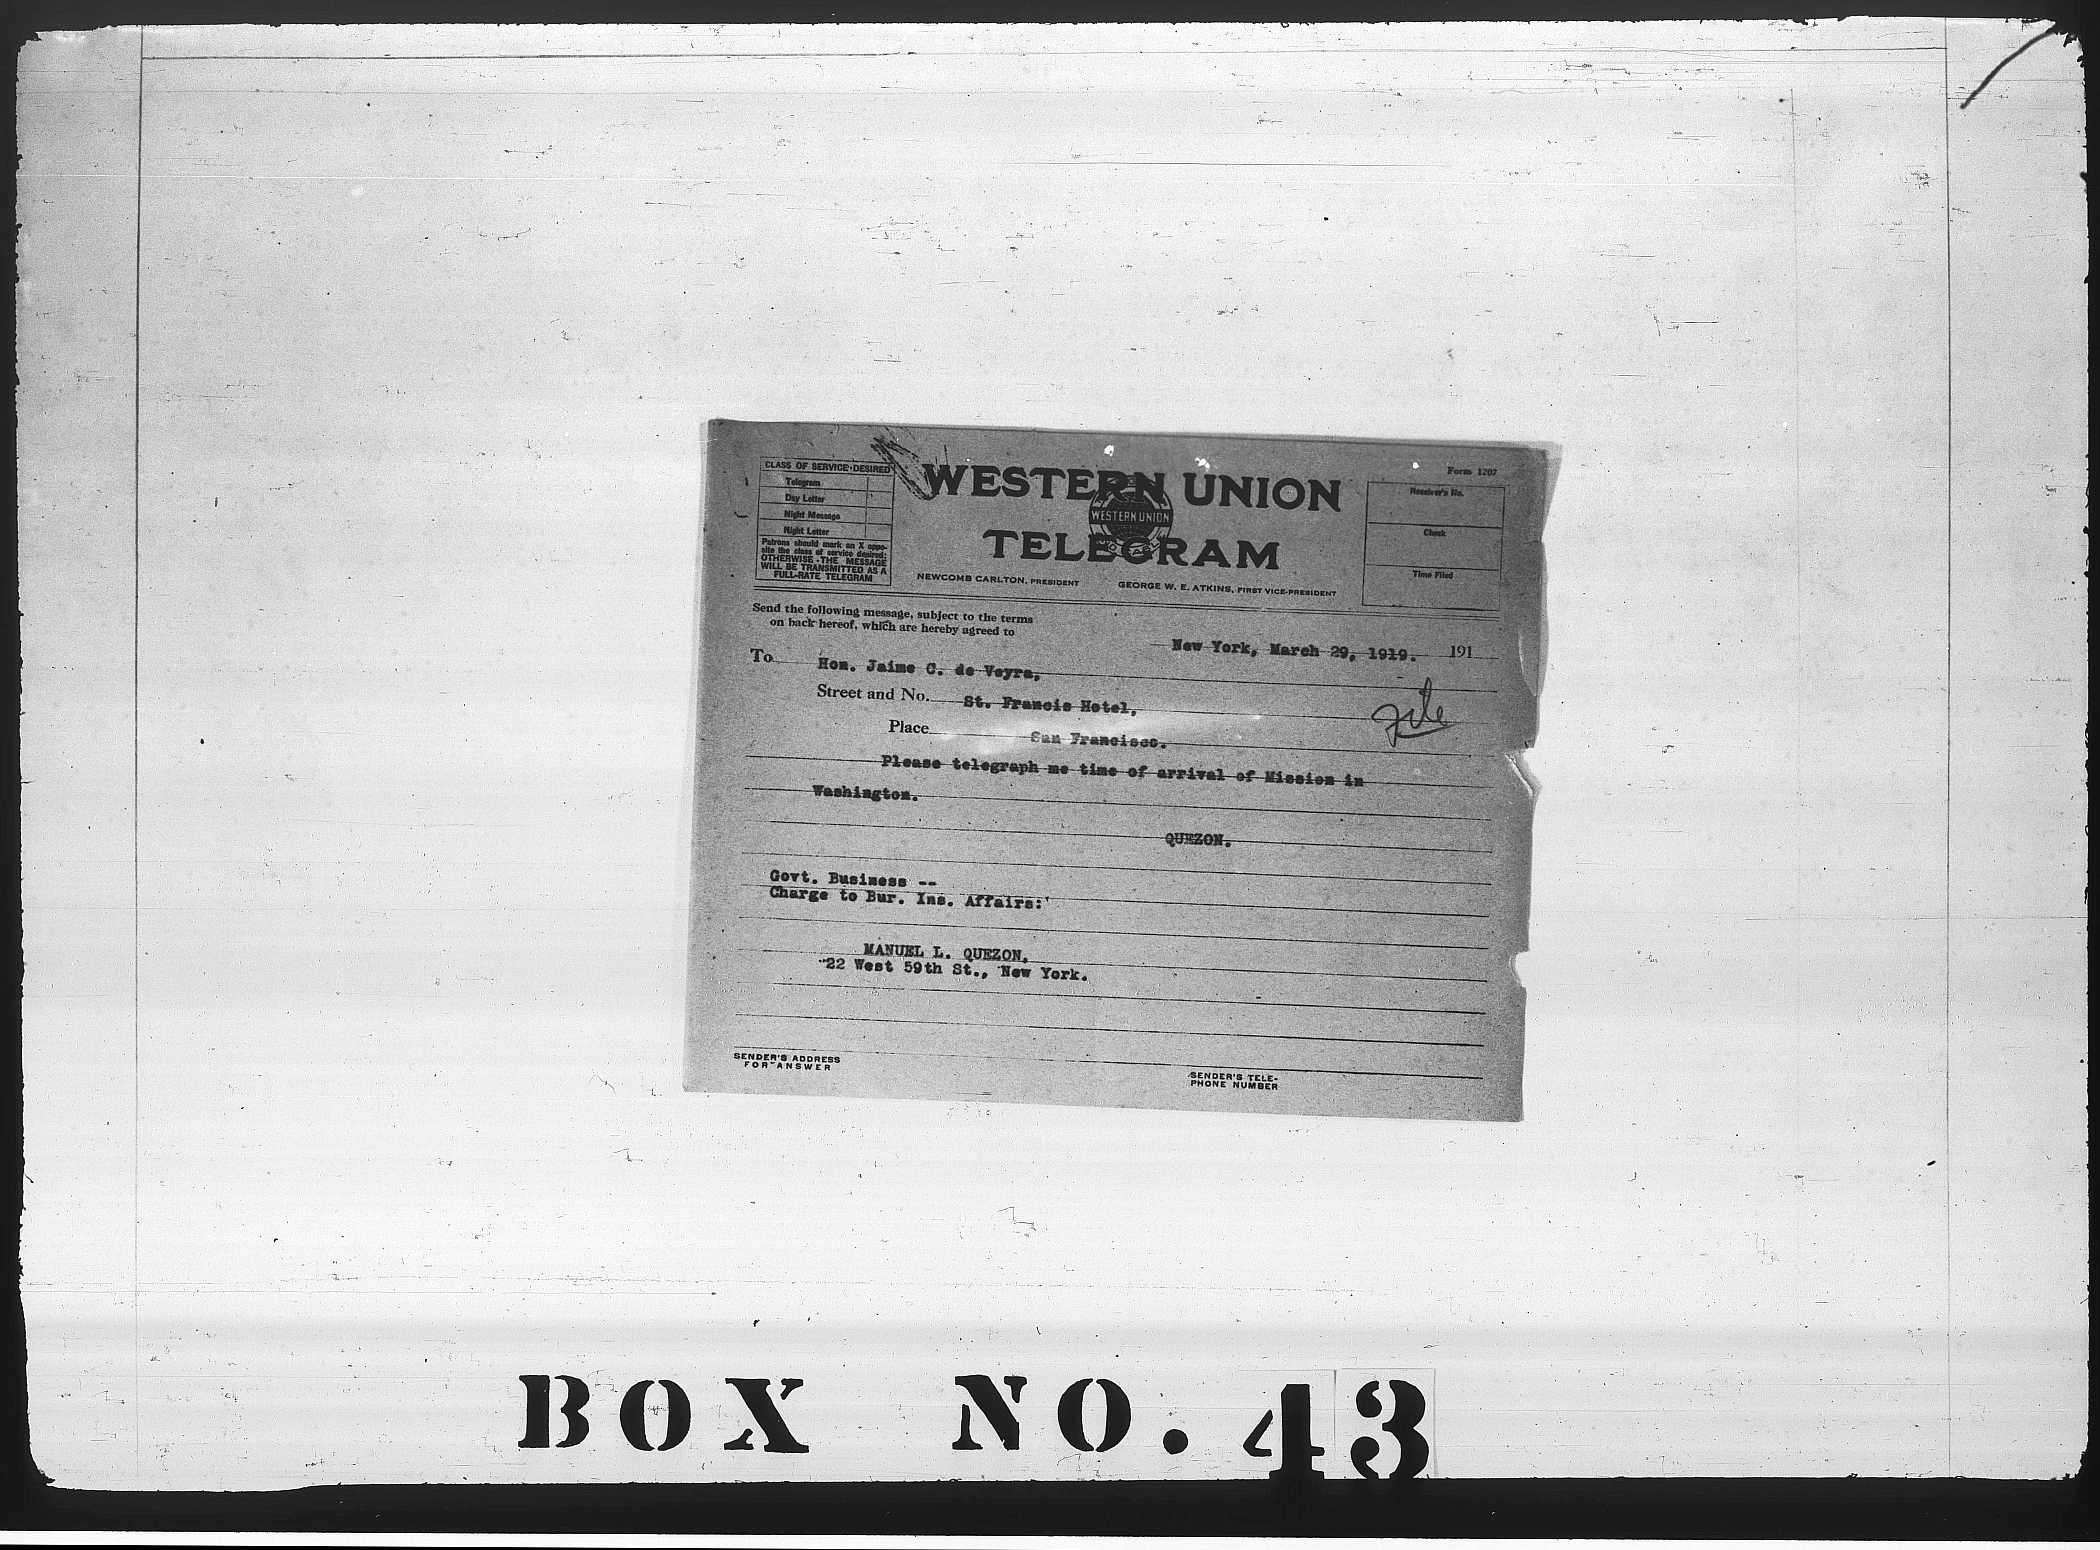 CLASS OF SERVICE DESIRED
Telegram
Day Letter
Night Message
Night Letter
Patrons should mark an X oppo-
site the class of service desired;
OTHERWISE THE MESSAGE
WILL BE TRANSMITTED AS A
FULL-RATE TELEGRAM
WESTERN UNION
WESTERN UNION
TELEGRAM
NEWCOMB CARLTON, PRESIDENT
GEORGE W. E. ATKINS, FIRST VICE-PRESIDENT
Form 1207
Receiver's No.
Check
Time Filed
Send the following message, subject to the terms
on back hereof, which are hereby agreed to
New York, March 29, 1919. 191
To Hon. Jaime C. de Veyra,
Street and No. St. Francis Hotel,
file
Place San Francisco.
Please telegraph me time of arrival of Mission in
Washington.
QUEZON.
Govt. Business --
Charge to Bur. Ins. Affairs:
MANUEL L. QUEZON,
22 West 59th St., New York.
SENDER'S ADDRESS
FOR ANSWER
SENDER'S TELE-
PHONE NUMBER
BOX NO. 43